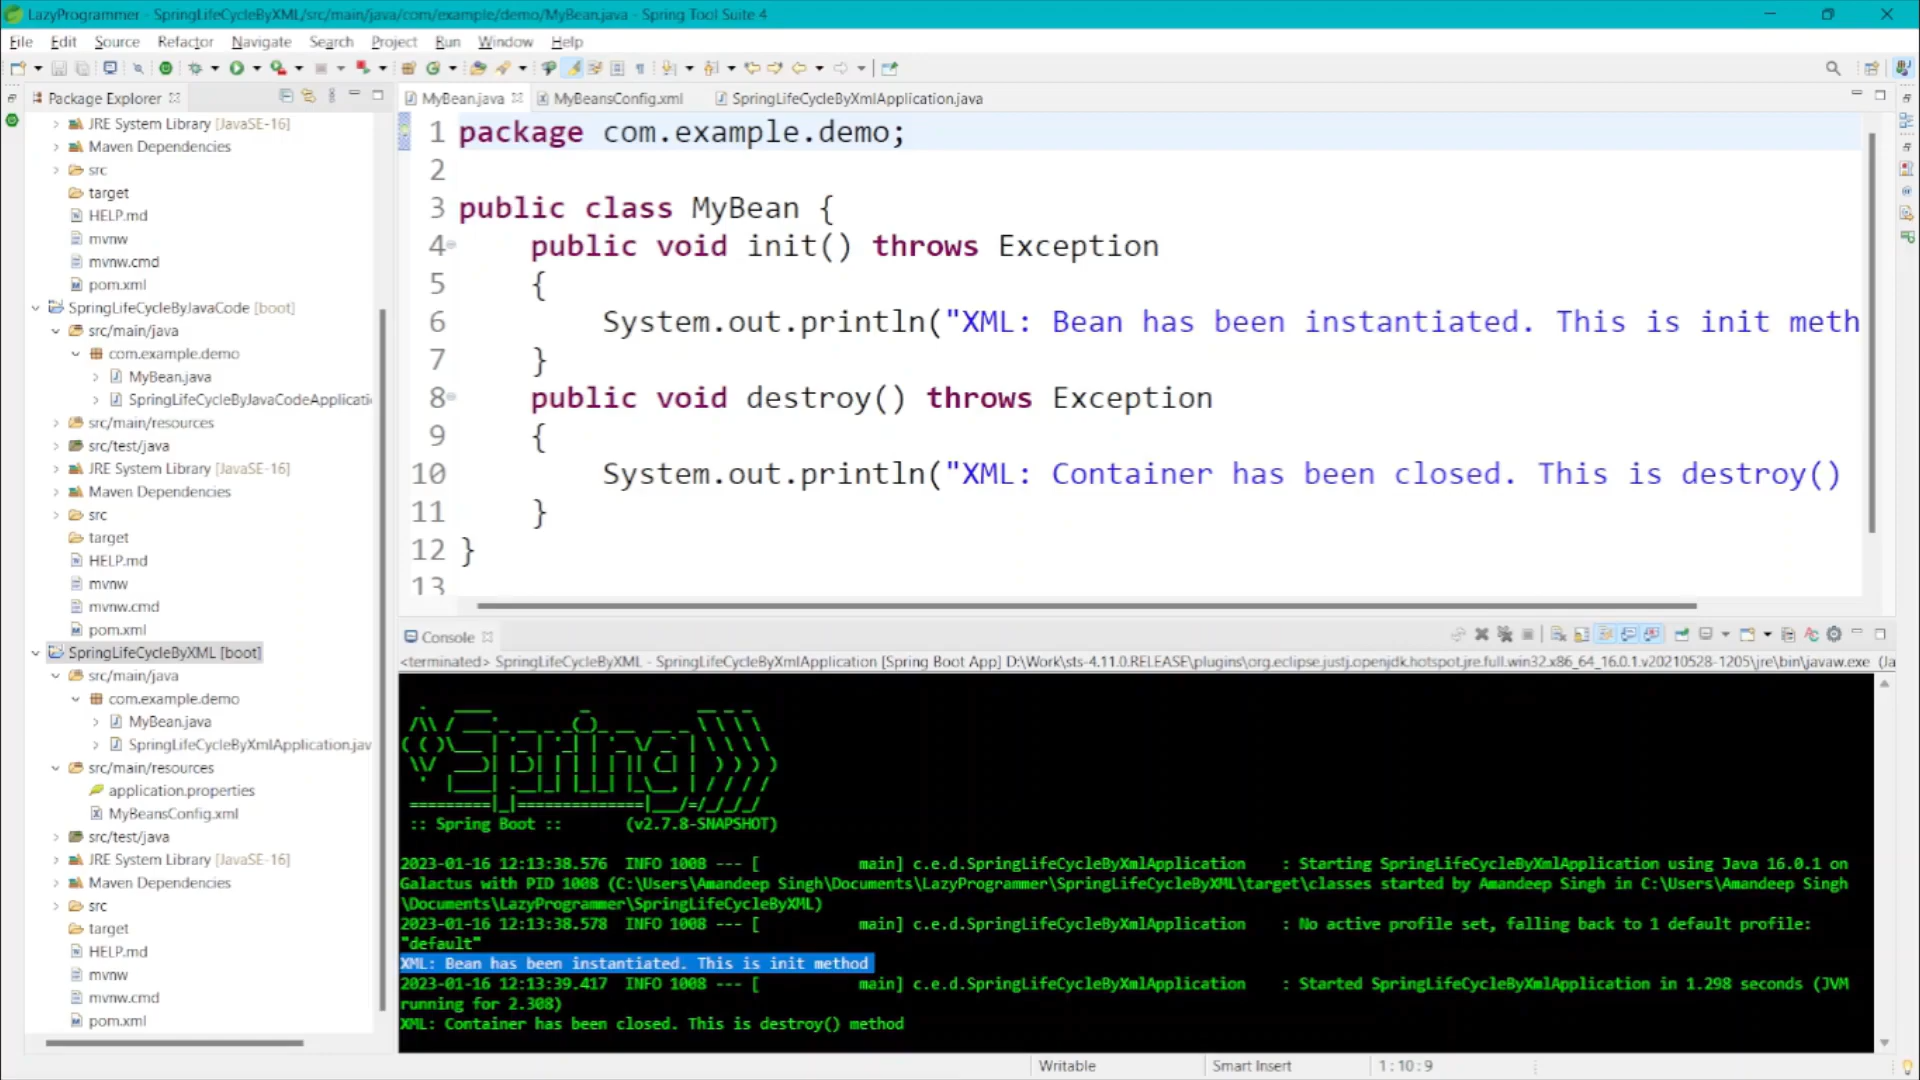 LazyProgrammer - SpringLifeCycleByXML/src/main/java/com/example/demo/MyBean.java - Spring Tool Suite 4
File Edit Source Refactor Navigate Search Project Run Window Help
Package Explorer
JRE System Library [JavaSE-16]
Maven Dependencies
src
target
HELP.md
mvnw
mvnw.cmd
pom.xml
SpringLifeCycleByJavaCode [boot]
src/main/java
com.example.demo
MyBean.java
SpringLifeCycleByJavaCodeApplicati
src/main/resources
src/test/java
JRE System Library [JavaSE-16]
Maven Dependencies
src
target
HELP.md
mvnw
mvnw.cmd
pom.xml
SpringLifeCycleByXML [boot]
src/main/java
com.example.demo
MyBean.java
SpringLifeCycleByXmlApplication.jav
src/main/resources
application.properties
MyBeansConfig.xml
src/test/java
JRE System Library [JavaSE-16]
Maven Dependencies
src
target
HELP.md
mvnw
mvnw.cmd
pom.xml
MyBean.java MyBeansConfig.xml SpringLifeCycleByXmlApplication.java
1 package com.example.demo;
2
3 public class MyBean {
4 public void init() throws Exception
5 {
6 System.out.println("XML: Bean has been instantiated. This is init meth
7 }
8 public void destroy() throws Exception
9 {
10 System.out.println("XML: Container has been closed. This is destroy()
11 }
12 }
13
Console
<terminated> SpringLifeCycleByXML - SpringLifeCycleByXmlApplication [Spring Boot App] D:\Work\sts-4.11.0.RELEASE\plugins\org.eclipse.justj.openjdk.hotspot.jre.full.win32.x86_64_16.0.1.v20210528-1205\jre\bin\javaw.exe (Ja
:: Spring Boot :: (v2.7.8-SNAPSHOT)
2023-01-16 12:13:38.576 INFO 1008 --- [ main] c.e.d.SpringLifeCycleByXmlApplication : Starting SpringLifeCycleByXmlApplication using Java 16.0.1 on
Galactus with PID 1008 (C:\Users\Amandeep Singh\Documents\LazyProgrammer\SpringLifeCycleByXML\target\classes started by Amandeep Singh in C:\Users\Amandeep Singh
\Documents\LazyProgrammer\SpringLifeCycleByXML)
2023-01-16 12:13:38.578 INFO 1008 --- [ main] c.e.d.SpringLifeCycleByXmlApplication : No active profile set, falling back to 1 default profile:
"default"
XML: Bean has been instantiated. This is init method
2023-01-16 12:13:39.417 INFO 1008 --- [ main] c.e.d.SpringLifeCycleByXmlApplication : Started SpringLifeCycleByXmlApplication in 1.298 seconds (JVM
running for 2.308)
XML: Container has been closed. This is destroy() method
Writable Smart Insert 1 : 10 : 9